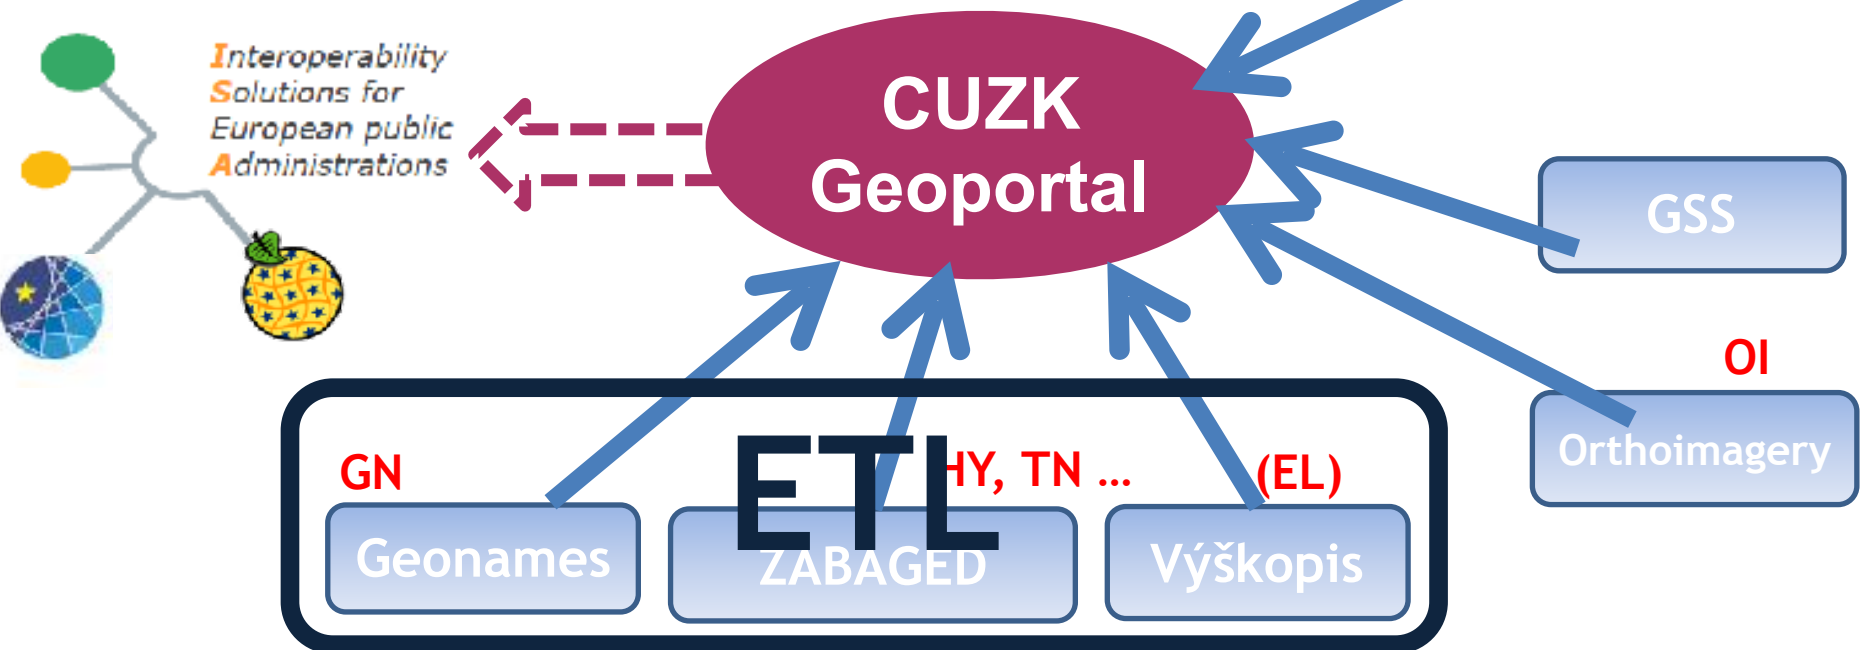 Interoperability
Solutions for
European public
Administrations
CUZK
Geoportal
GSS
OI
Orthoimagery
ETL
GN
HY, TN ...
(EL)
Geonames
ZABAGED
Výškopis